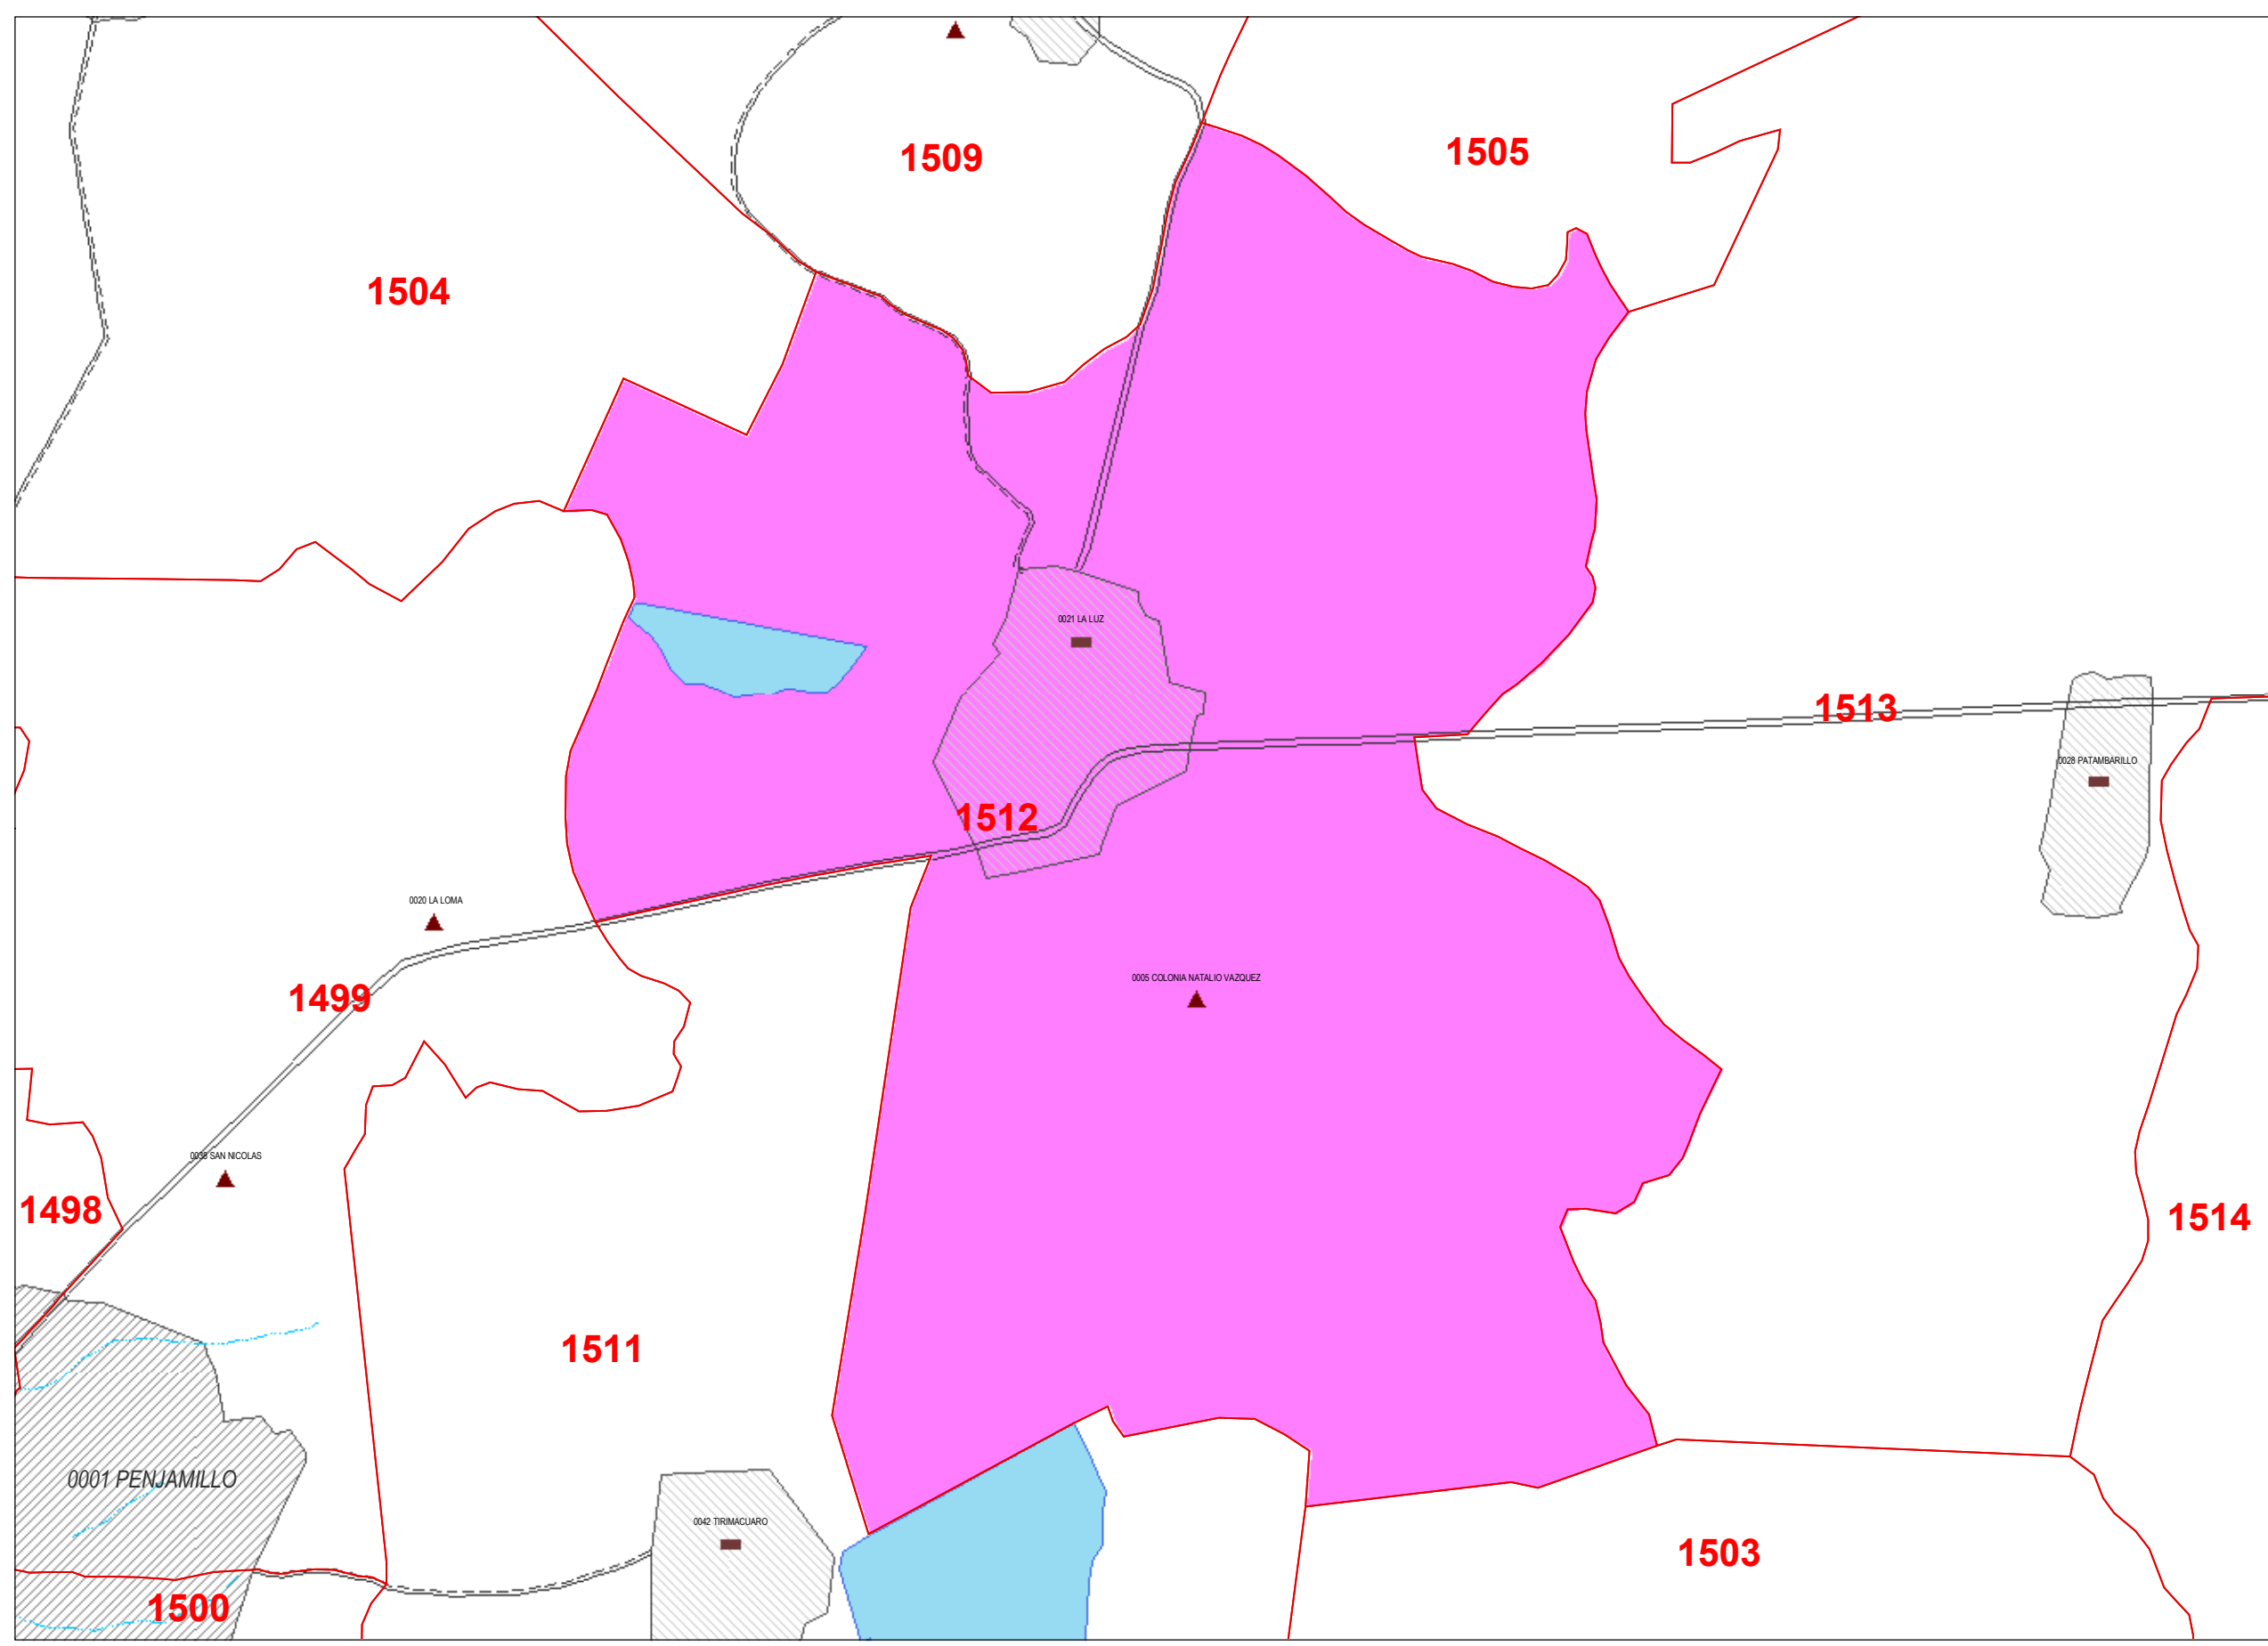 1509
1505
1504
0021 LA LUZ
1513
0028 PATAMBARILLO
1512
0020 LA LOMA
0005 COLONIA NATALIO VAZQUEZ
1499
0038 SAN NICOLAS
1498
1514
1511
0001 PENJAMILLO
0042 TIRIMACUARO
1503
1500